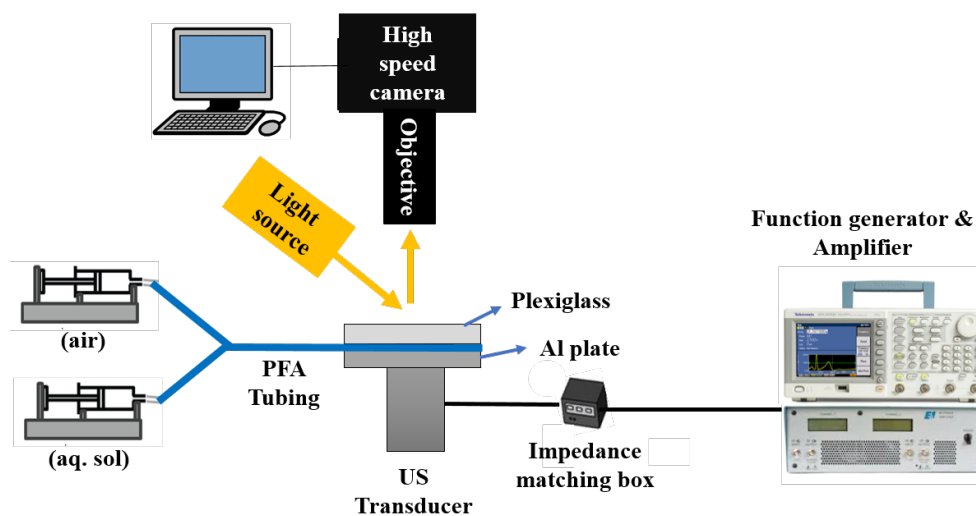 High
speed
camera
Objective
Light
source
Function generator &
Amplifier
(air)
Plexiglass
Al plate
PFA
Tubing
(aq. sol)
US
Transducer
Impedance
matching box
Tektronix